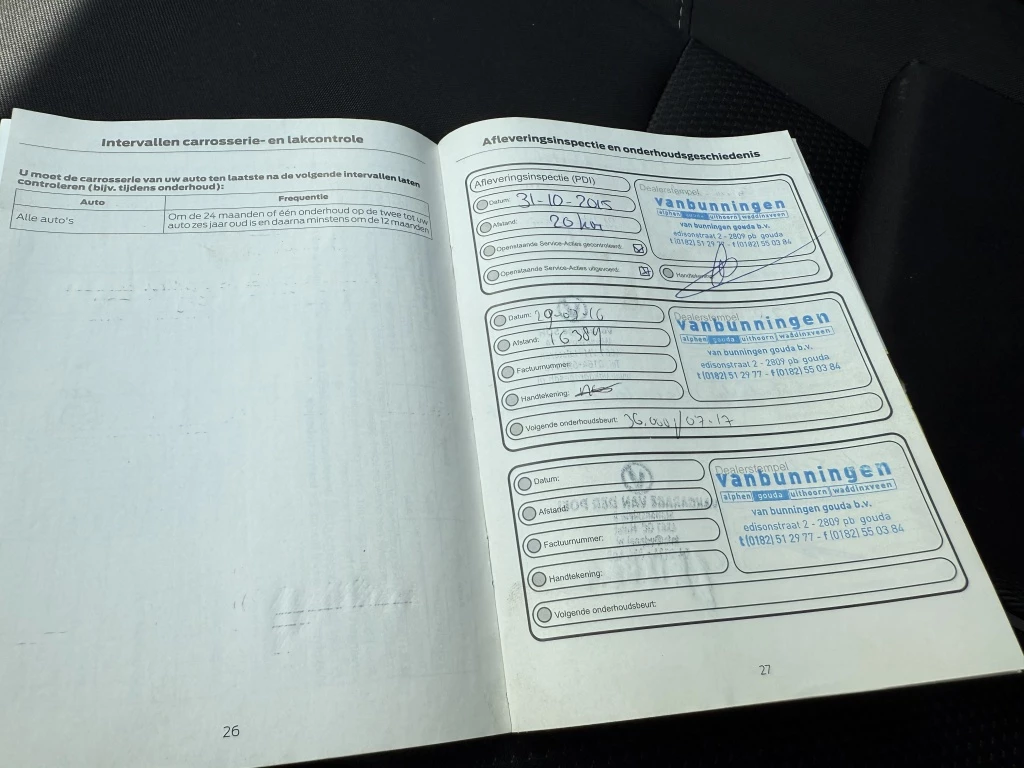 Intervallen carrosserie- en lakcontrole
U moet de carrosserie van uw auto ten laatste na de volgende intervallen laten
controleren (bijv. tijdens onderhoud):
Auto Frequentie
Alle auto's Om de 24 maanden of één onderhoud op de twee tot uw
auto zes jaar oud is en daarna minstens om de 12 maanden
26
Afleveringsinspectie en onderhoudsgeschiedenis
Afleveringsinspectie (PDI)
Datum: 31-10-2015
Afstand: 20 km
Openstaande Service-Acties gecontroleerd:
Openstaande Service-Acties uitgevoerd:
Dealerstempel
vanbunningen
alphen gouda uithoorn waddinxveen
van bunningen gouda b.v.
edisonstraat 2 - 2809 pb gouda
t (0182) 51 29 77 - f (0182) 55 03 84
Handtekening:
Datum:
Afstand: 16389
Factuurnummer:
Handtekening:
Volgende onderhoudsbeurt: 07.17
Dealerstempel
vanbunningen
alphen gouda uithoorn waddinxveen
van bunningen gouda b.v.
edisonstraat 2 - 2809 pb gouda
t (0182) 51 29 77 - f (0182) 55 03 84
Datum:
Afstand:
Factuurnummer:
Handtekening:
Volgende onderhoudsbeurt:
Dealerstempel
vanbunningen
alphen gouda uithoorn waddinxveen
van bunningen gouda b.v.
edisonstraat 2 - 2809 pb gouda
t (0182) 51 29 77 - f (0182) 55 03 84
27